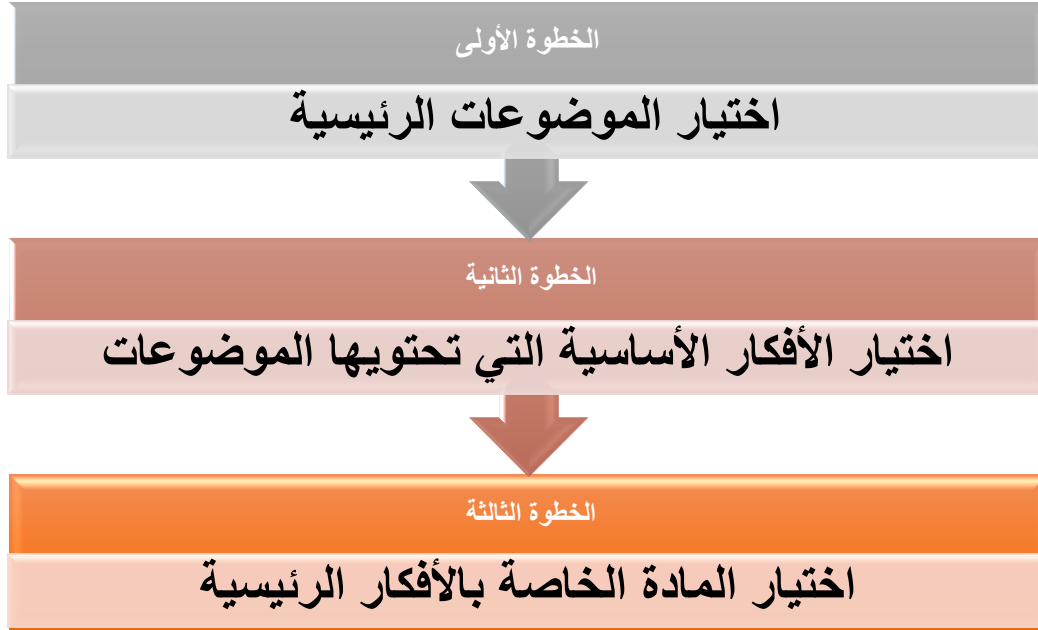 الخطوة الأولى
اختيار الموضوعات الرئيسية
الخطوة الثانية
اختيار الأفكار الأساسية التي تحتويها الموضوعات
الخطوة الثالثة
اختيار المادة الخاصة بالأفكار الرئيسية